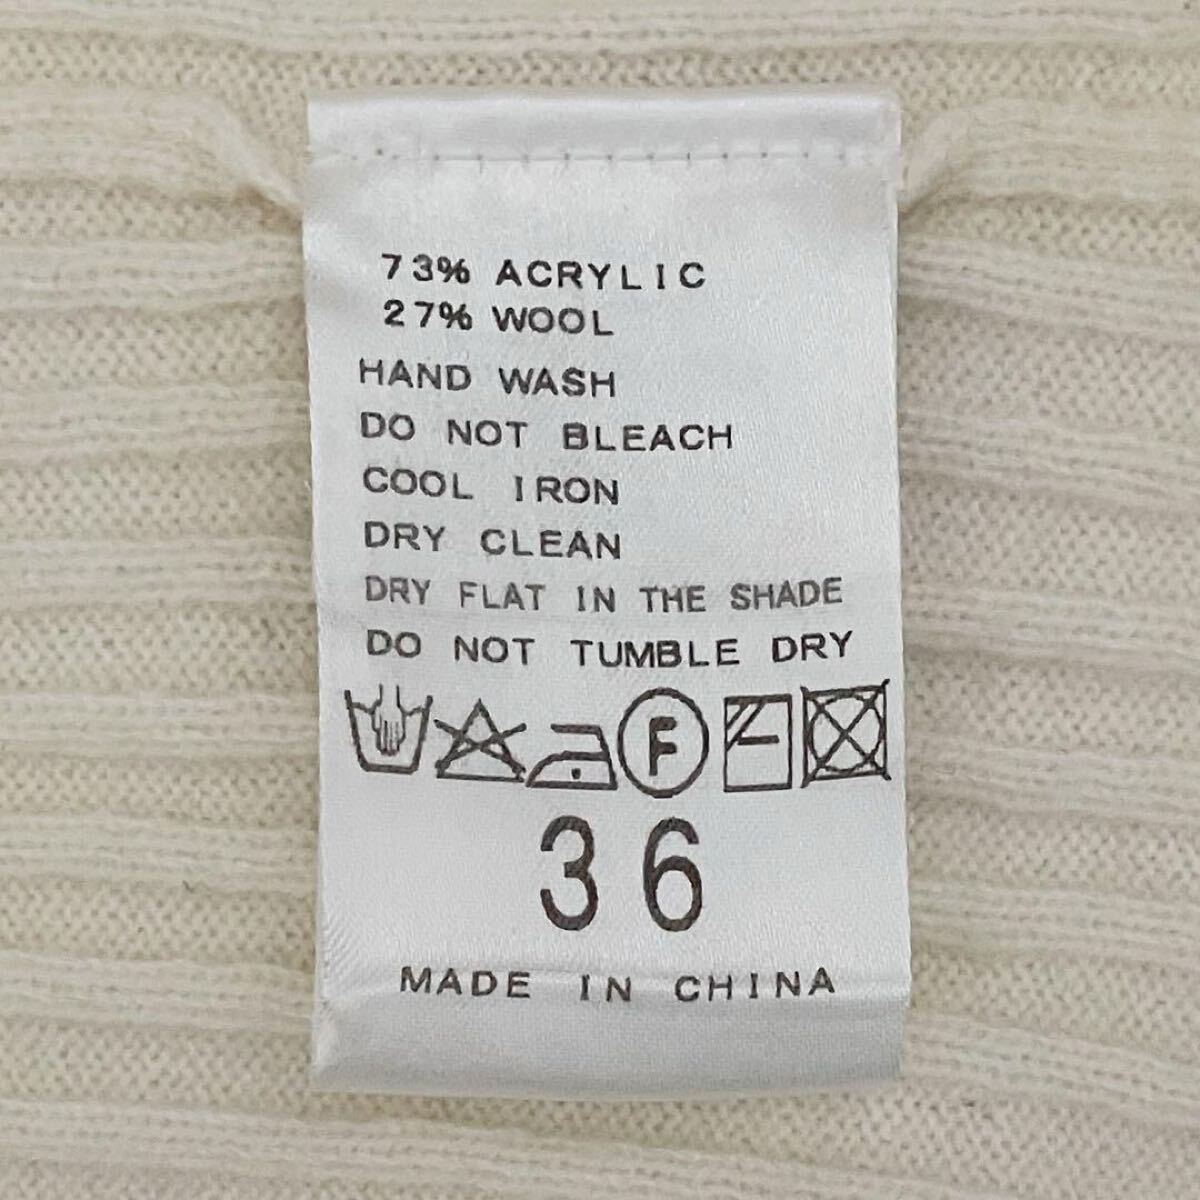 73% ACRYLIC
27% WOOL
HAND WASH
DO NOT BLEACH
COOL IRON
DRY CLEAN
DRY FLAT IN THE SHADE
DO NOT TUMBLE DRY
F
36
MADE IN CHINA